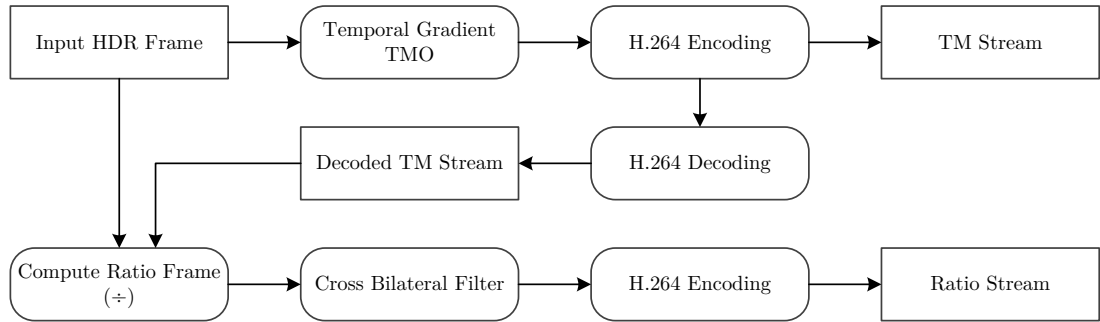 Input HDR Frame
Temporal Gradient
TMO
H.264 Encoding
TM Stream
Decoded TM Stream
H.264 Decoding
Compute Ratio Frame
(÷)
Cross Bilateral Filter
H.264 Encoding
Ratio Stream